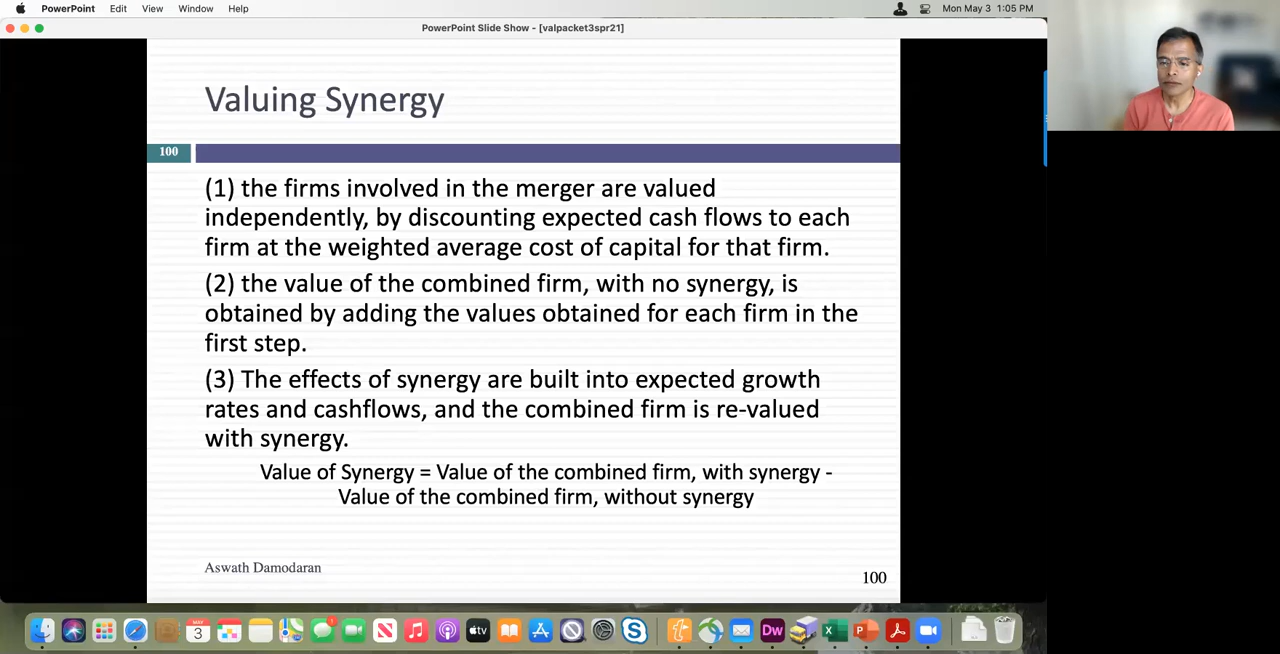 PowerPoint Edit View Window Help Mon May 3 1:05 PM
PowerPoint Slide Show - [valpacket3spr21]
Valuing Synergy
100
(1) the firms involved in the merger are valued
independently, by discounting expected cash flows to each
firm at the weighted average cost of capital for that firm.
(2) the value of the combined firm, with no synergy, is
obtained by adding the values obtained for each firm in the
first step.
(3) The effects of synergy are built into expected growth
rates and cashflows, and the combined firm is re-valued
with synergy.
Value of Synergy = Value of the combined firm, with synergy -
Value of the combined firm, without synergy
Aswath Damodaran
100
MAY
3
tv
Dw